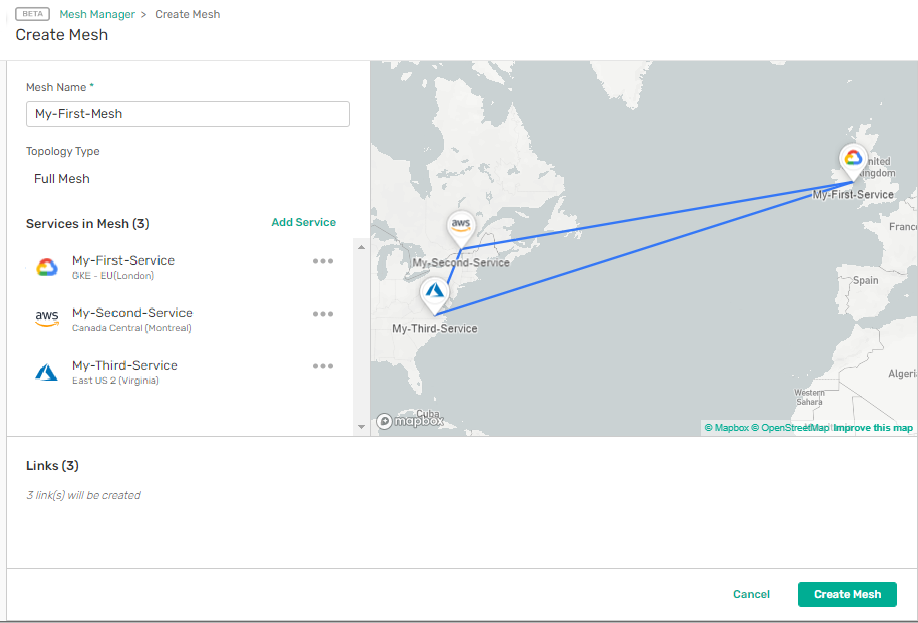 BETA Mesh Manager > Create Mesh
Create Mesh
Mesh Name *
My-First-Mesh
Topology Type
Full Mesh
Services in Mesh (3) Add Service
My-First-Service
GKE - EU(London)
aws
My-Second-Service
Canada Central (Montreal)
My-Third-Service
East US 2 (Virginia)
My-First-Service
aws
My-Second-Service
My-Third-Service
France
Spain
Algeri
Western
Sahara
Cuba
mapbox
© Mapbox © OpenStreetMap Improve this map
Links (3)
3 link(s) will be created
Cancel Create Mesh